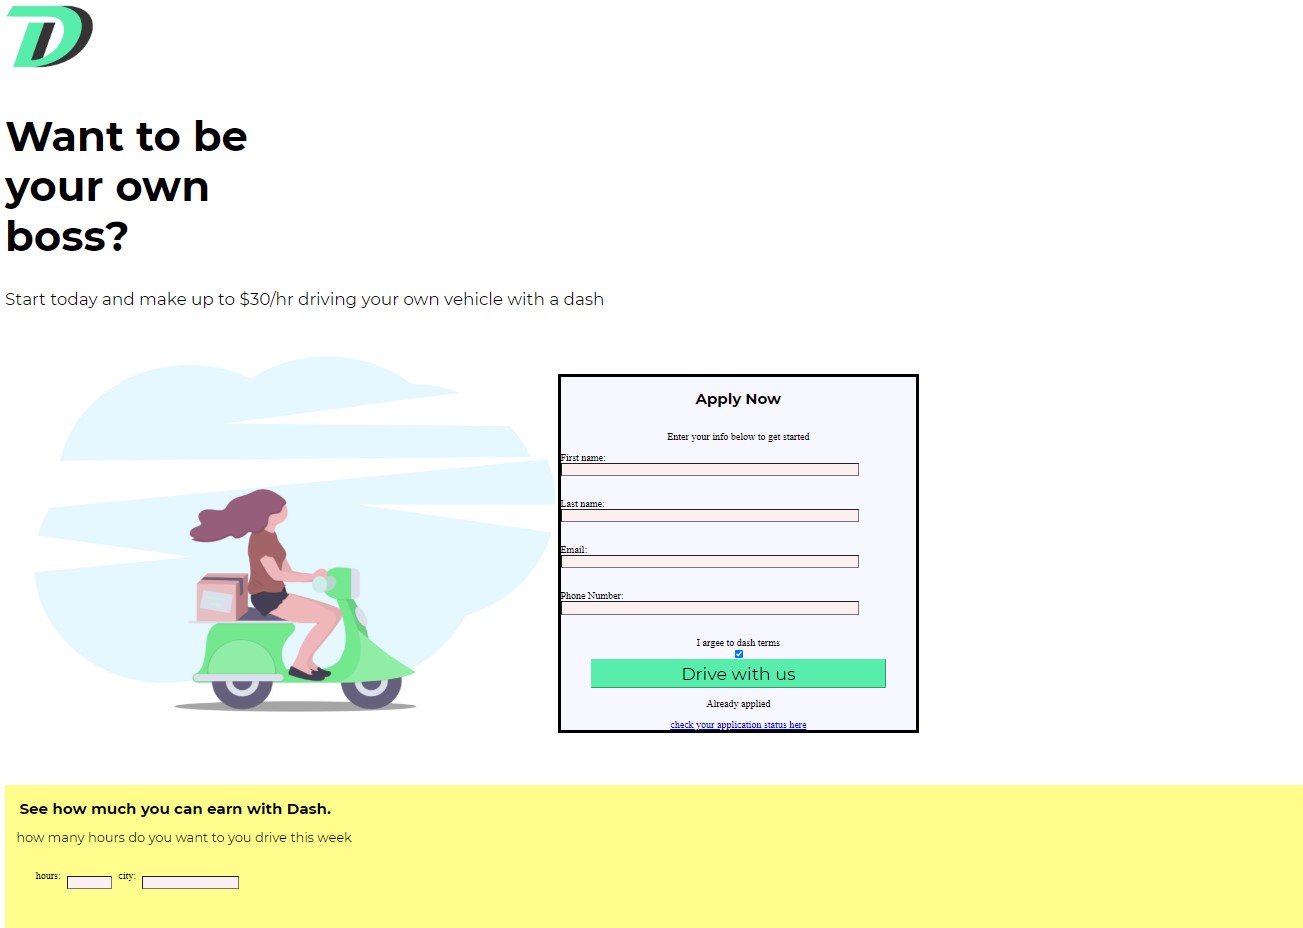 D
Want to be
your own
boss?
Start today and make up to $30/hr driving your own vehicle with a dash
Apply Now
Enter your info below to get started
First name:
Last name:
Email:
Phone Number:
I argee to dash terms
Drive with us
Already applied
check your application status here
See how much you can earn with Dash.
how many hours do you want to you drive this week
hours: city: